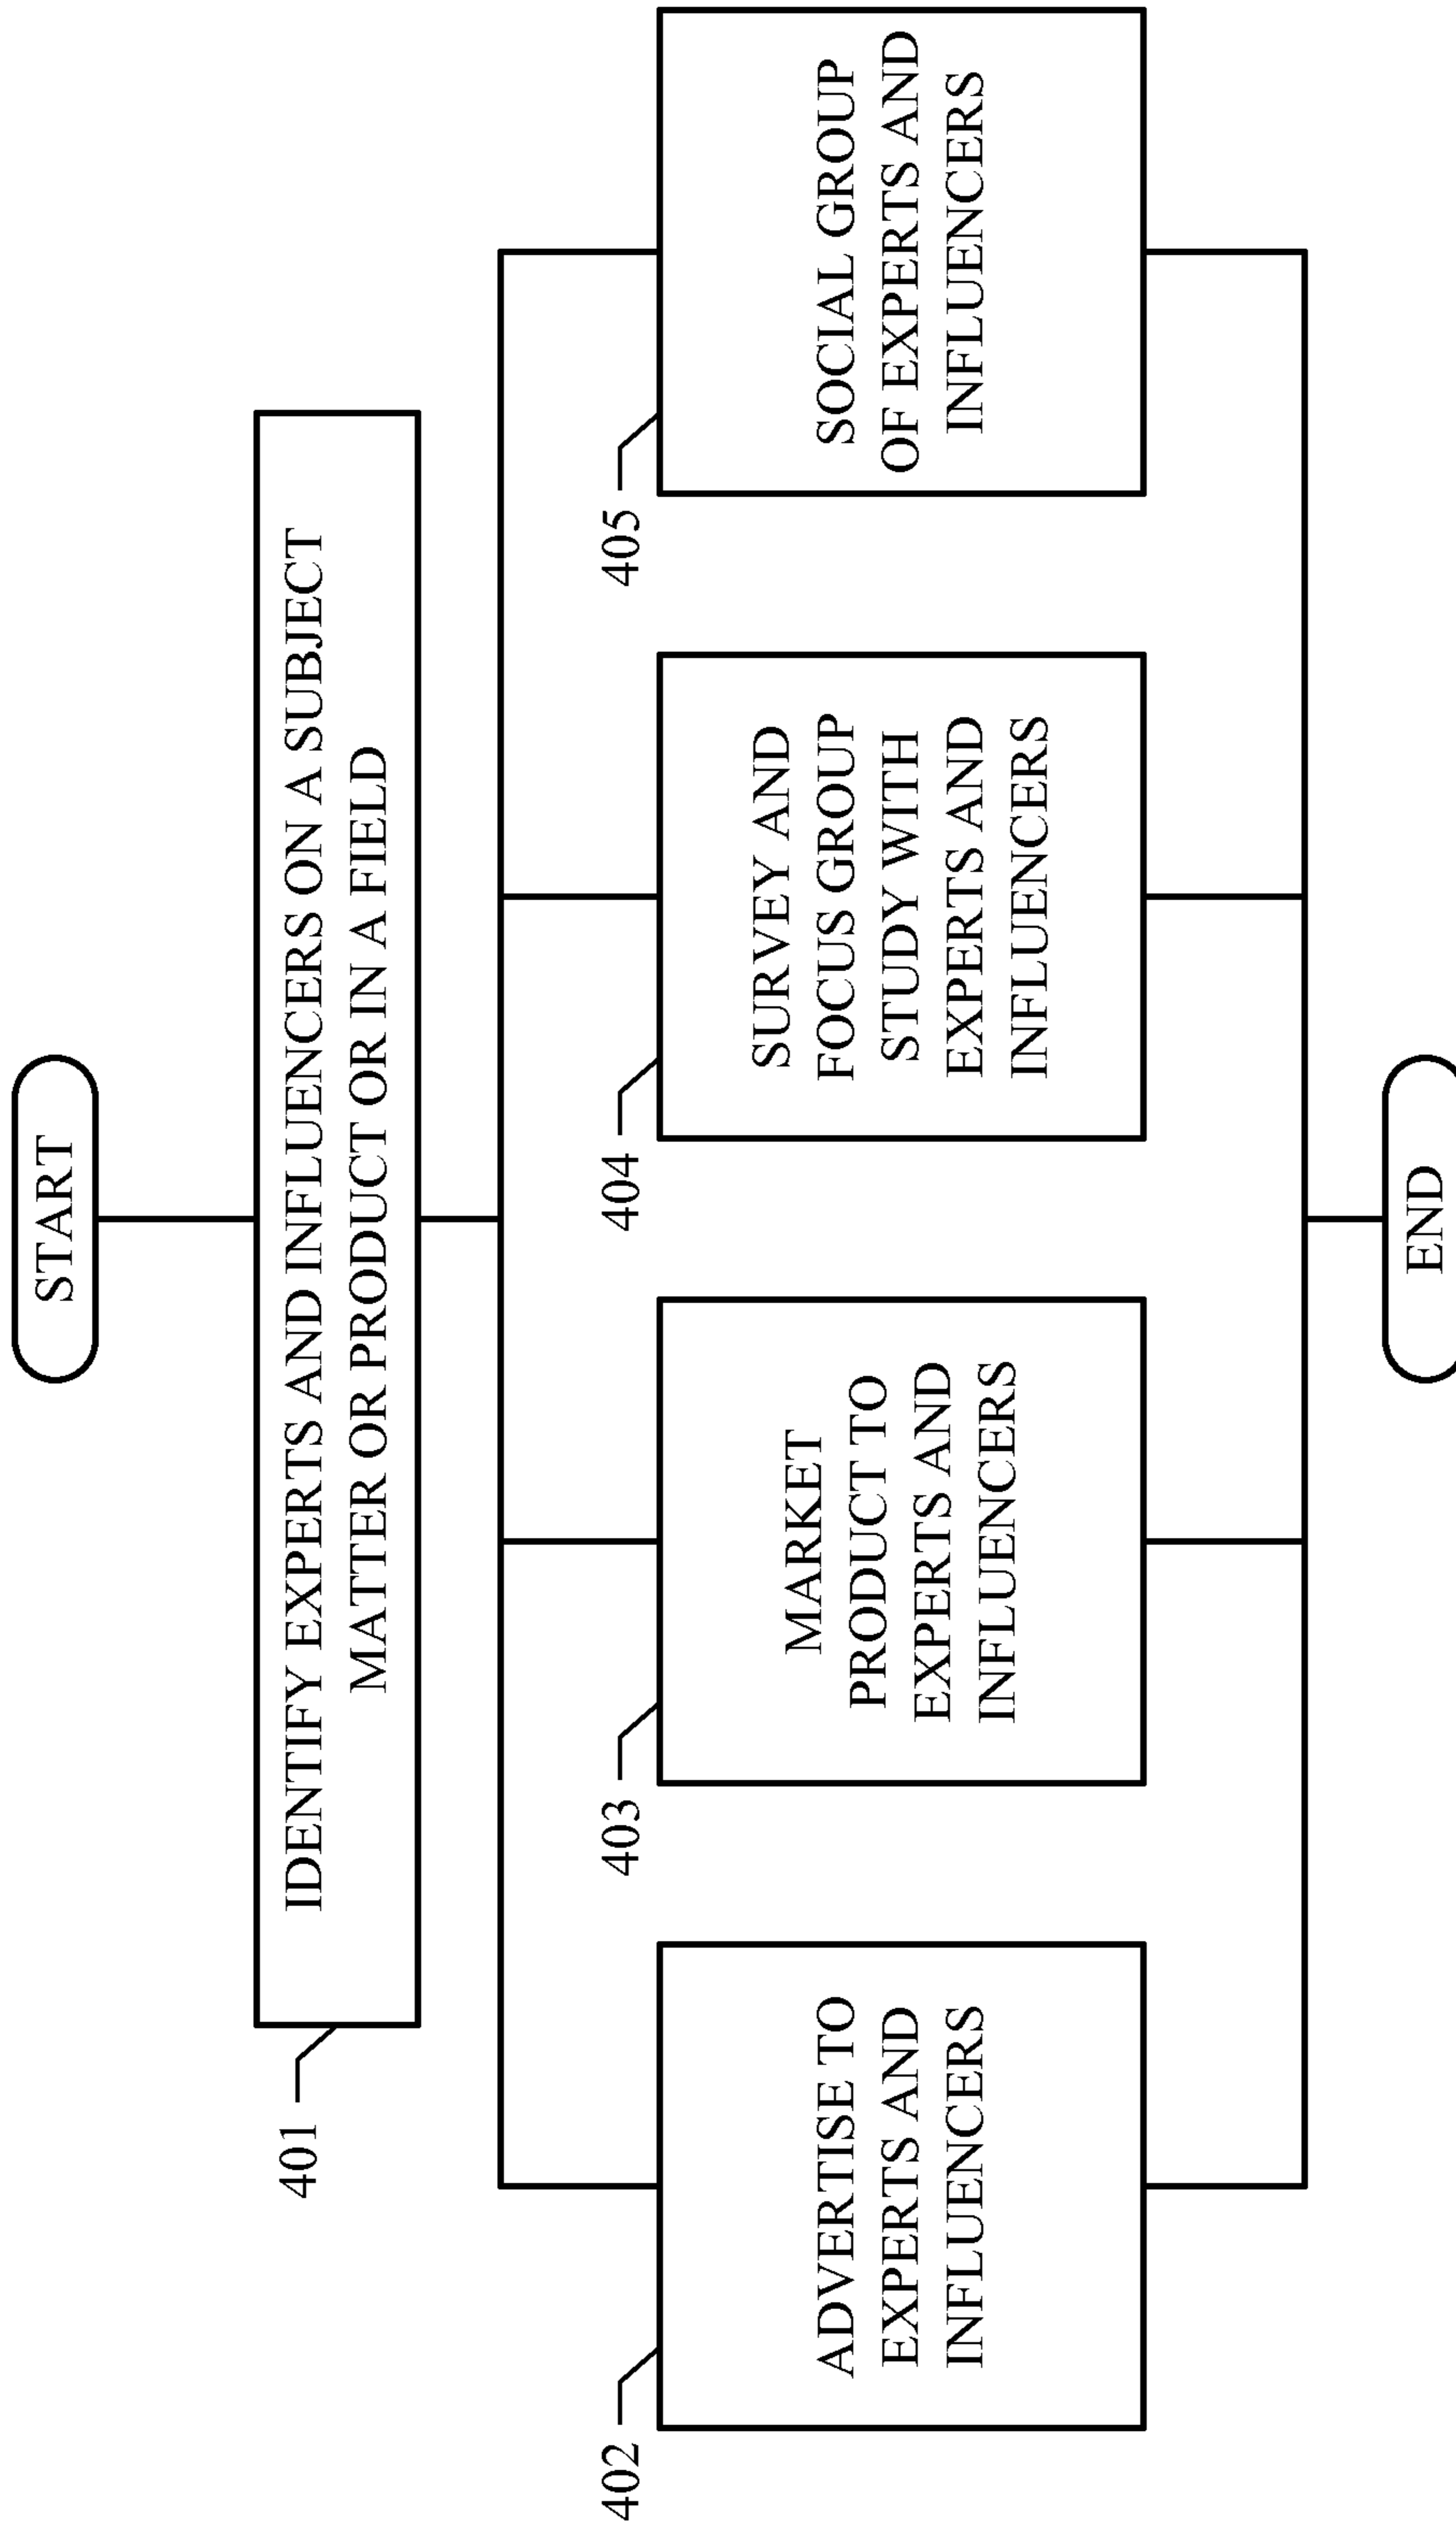 START
401
IDENTIFY EXPERTS AND INFLUENCERS ON A SUBJECT
MATTER OR PRODUCT OR IN A FIELD
402
ADVERTISE TO
EXPERTS AND
INFLUENCERS
403
MARKET
PRODUCT TO
EXPERTS AND
INFLUENCERS
404
SURVEY AND
FOCUS GROUP
STUDY WITH
EXPERTS AND
INFLUENCERS
405
SOCIAL GROUP
OF EXPERTS AND
INFLUENCERS
END